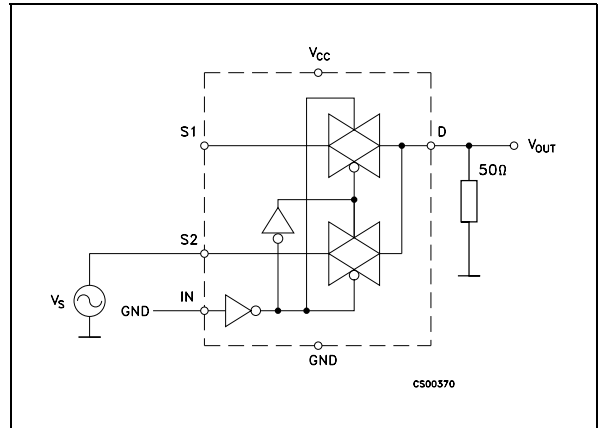 VCC
S1
D
VOUT
50Ω
S2
VS
GND
IN
GND
CS00370